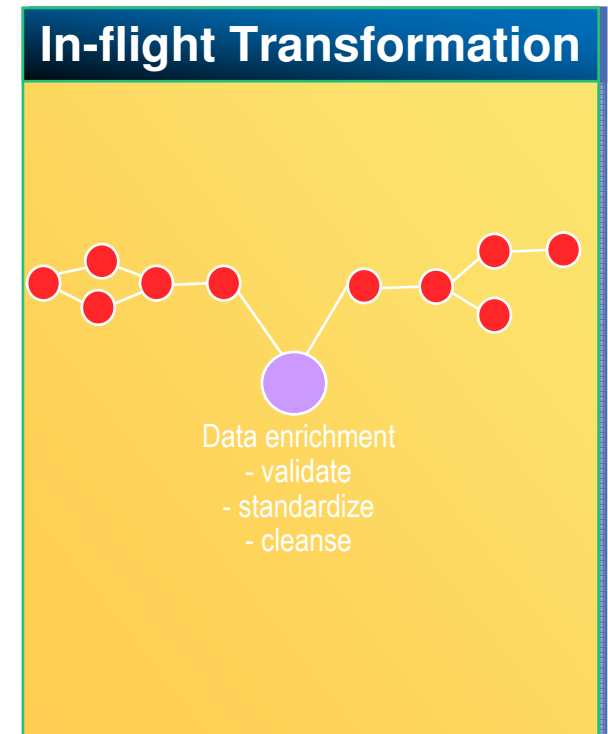 In-flight Transformation
Data enrichment
- validate
- standardize
- cleanse